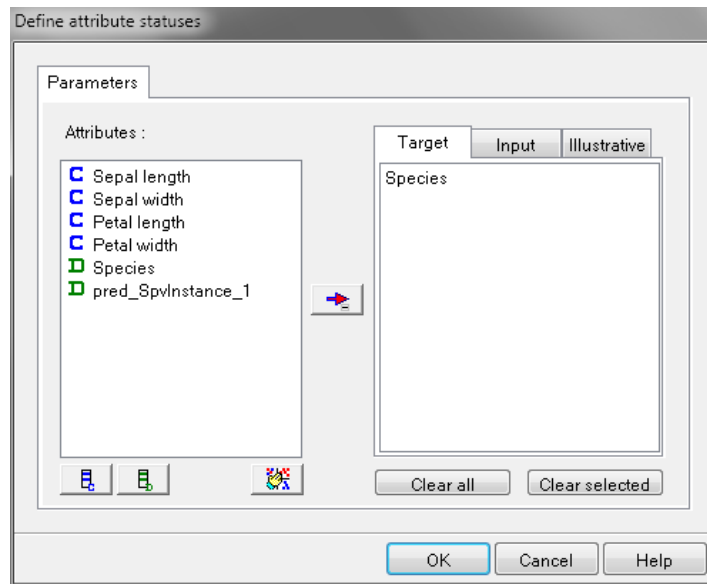 Define attribute statuses
Parameters
Attributes :
C Sepal length
C Sepal width
C Petal length
C Petal width
D Species
D pred_SpvInstance_1
Target Input Illustrative
Species
Clear all Clear selected
OK Cancel Help